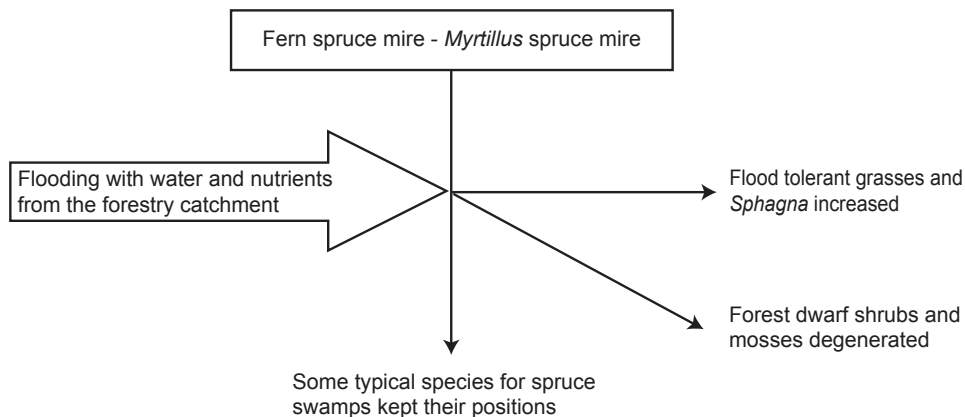 Fern spruce mire - Myrtillus spruce mire
Flooding with water and nutrients
from the forestry catchment
Flood tolerant grasses and
Sphagna increased
Forest dwarf shrubs and
mosses degenerated
Some typical species for spruce
swamps kept their positions